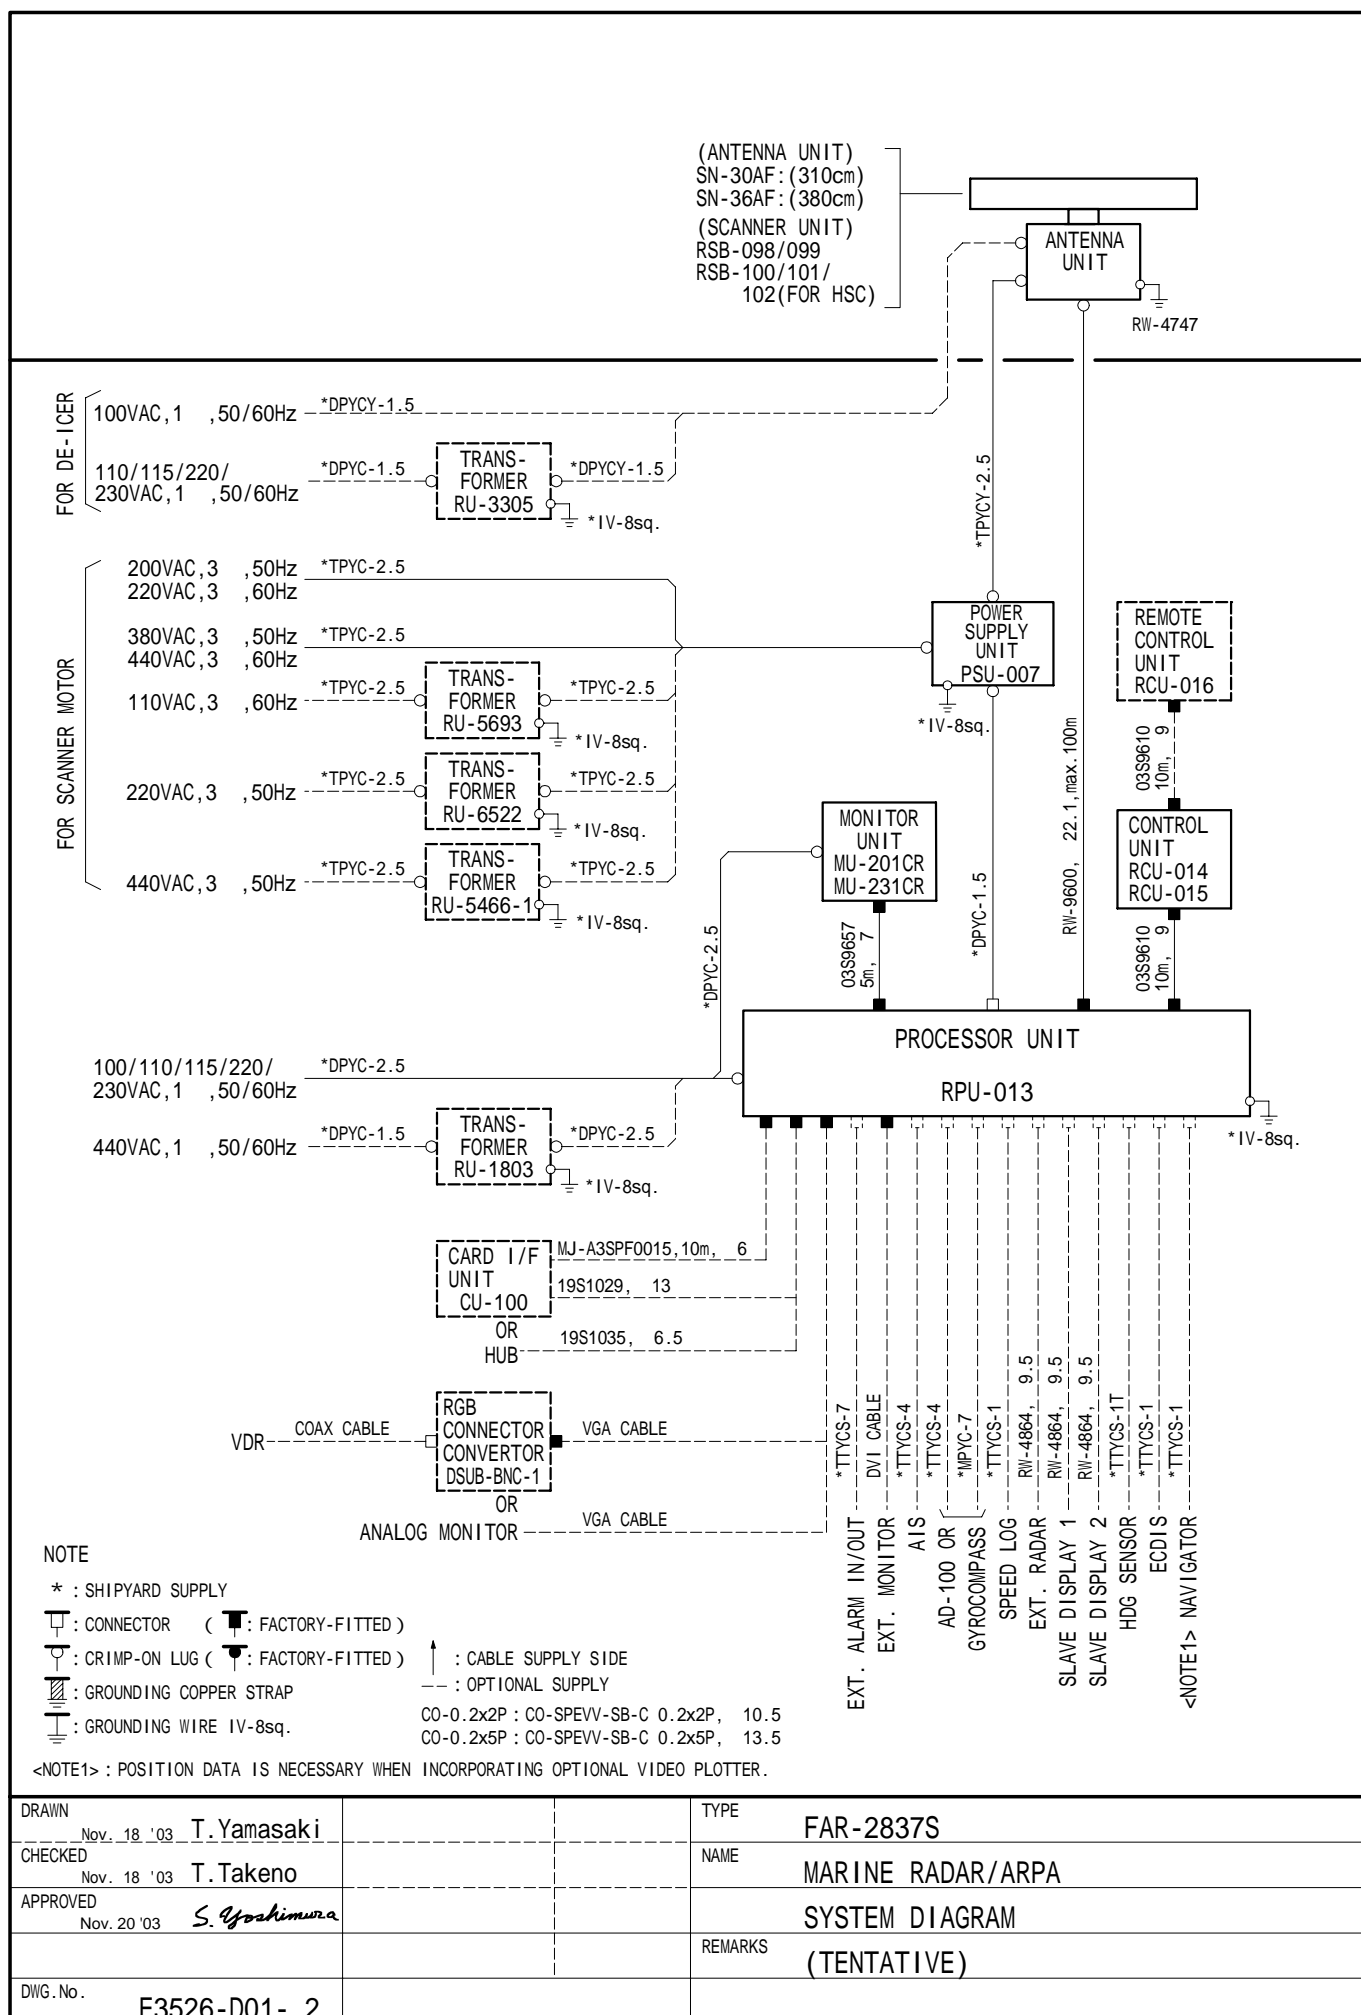 (ANTENNA UNIT)
SN-30AF:(310cm)
SN-36AF:(380cm)
(SCANNER UNIT)
RSB-098/099
RSB-100/101/
102(FOR HSC)
ANTENNA
UNIT
RW-4747
FOR DE-ICER
100VAC,1 ,50/60Hz
*DPYCY-1.5
110/115/220/
230VAC,1 ,50/60Hz
*DPYC-1.5
TRANS-
FORMER
RU-3305
*DPYCY-1.5
*IV-8sq.
FOR SCANNER MOTOR
200VAC,3 ,50Hz
220VAC,3 ,60Hz
*TPYC-2.5
380VAC,3 ,50Hz
440VAC,3 ,60Hz
*TPYC-2.5
110VAC,3 ,60Hz
*TPYC-2.5
TRANS-
FORMER
RU-5693
*TPYC-2.5
*IV-8sq.
220VAC,3 ,50Hz
*TPYC-2.5
TRANS-
FORMER
RU-6522
*TPYC-2.5
*IV-8sq.
440VAC,3 ,50Hz
*TPYC-2.5
TRANS-
FORMER
RU-5466-1
*TPYC-2.5
*IV-8sq.
*TPYCY-2.5
POWER
SUPPLY
UNIT
PSU-007
*IV-8sq.
*DPYC-1.5
RW-9600, 22.1,max.100m
REMOTE
CONTROL
UNIT
RCU-016
03S9610
10m, 9
CONTROL
UNIT
RCU-014
RCU-015
03S9610
10m, 9
MONITOR
UNIT
MU-201CR
MU-231CR
03S9657
5m, 7
*DPYC-2.5
PROCESSOR UNIT
RPU-013
*IV-8sq.
100/110/115/220/
230VAC,1 ,50/60Hz
*DPYC-2.5
440VAC,1 ,50/60Hz
*DPYC-1.5
TRANS-
FORMER
RU-1803
*DPYC-2.5
*IV-8sq.
CARD I/F
UNIT
CU-100
MJ-A3SPF0015,10m, 6
19S1029, 13
OR
HUB
19S1035, 6.5
VDR
COAX CABLE
RGB
CONNECTOR
CONVERTOR
DSUB-BNC-1
VGA CABLE
OR
ANALOG MONITOR
VGA CABLE
*TTYCS-7
DVI CABLE
*TTYCS-4
*TTYCS-4
*MPYC-7
*TTYCS-1
RW-4864, 9.5
RW-4864, 9.5
RW-4864, 9.5
*TTYCS-1T
*TTYCS-1
*TTYCS-1
EXT. ALARM IN/OUT
EXT. MONITOR
AIS
AD-100 OR
GYROCOMPASS
SPEED LOG
EXT. RADAR
SLAVE DISPLAY 1
SLAVE DISPLAY 2
HDG SENSOR
ECDIS
<NOTE1> NAVIGATOR
NOTE
* : SHIPYARD SUPPLY
: CONNECTOR ( : FACTORY-FITTED)
: CRIMP-ON LUG ( : FACTORY-FITTED)
: GROUNDING COPPER STRAP
: GROUNDING WIRE IV-8sq.
: CABLE SUPPLY SIDE
-- : OPTIONAL SUPPLY
CO-0.2x2P : CO-SPEVV-SB-C 0.2x2P, 10.5
CO-0.2x5P : CO-SPEVV-SB-C 0.2x5P, 13.5
<NOTE1> : POSITION DATA IS NECESSARY WHEN INCORPORATING OPTIONAL VIDEO PLOTTER.
DRAWN
Nov. 18 '03 T.Yamasaki
CHECKED
Nov. 18 '03 T.Takeno
APPROVED
Nov. 20 '03 S. Yoshimura
DWG.No.
E3526-D01- 2
TYPE
FAR-2837S
NAME
MARINE RADAR/ARPA
SYSTEM DIAGRAM
REMARKS
(TENTATIVE)